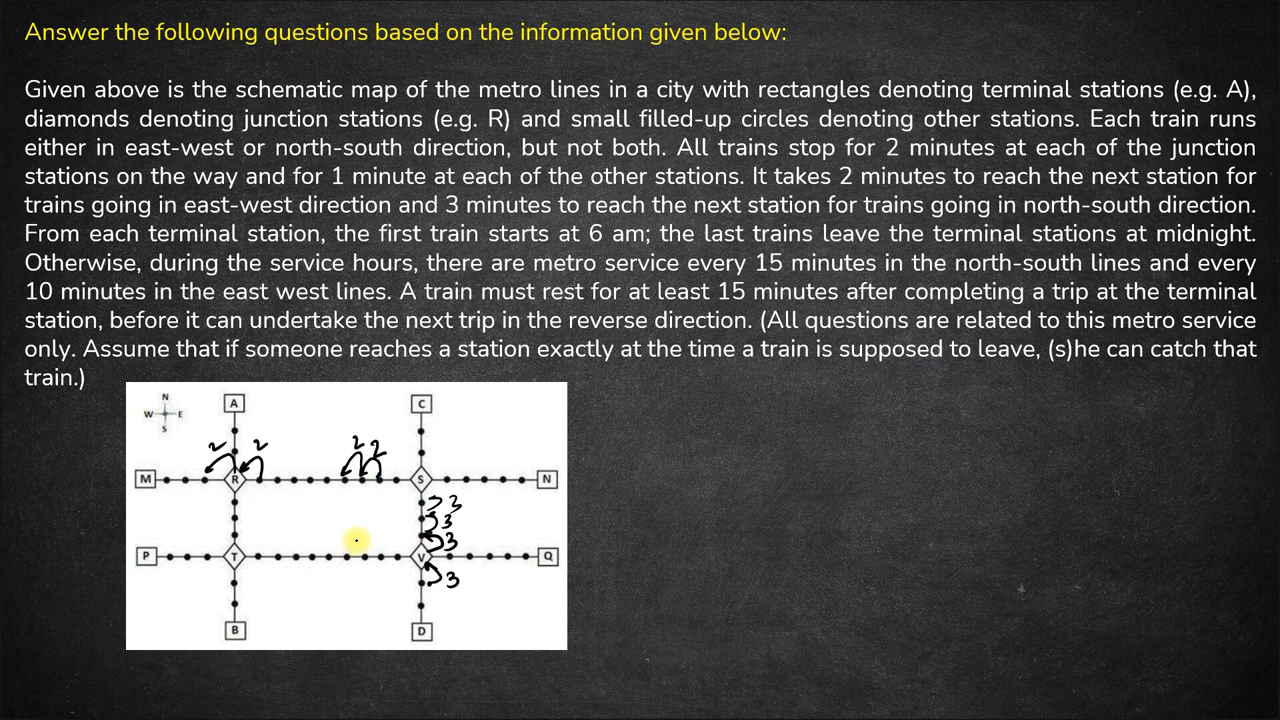 Answer the following questions based on the information given below:
Given above is the schematic map of the metro lines in a city with rectangles denoting terminal stations (e.g. A),
diamonds denoting junction stations (e.g. R) and small filled-up circles denoting other stations. Each train runs
either in east-west or north-south direction, but not both. All trains stop for 2 minutes at each of the junction
stations on the way and for 1 minute at each of the other stations. It takes 2 minutes to reach the next station for
trains going in east-west direction and 3 minutes to reach the next station for trains going in north-south direction.
From each terminal station, the first train starts at 6 am; the last trains leave the terminal stations at midnight.
Otherwise, during the service hours, there are metro service every 15 minutes in the north-south lines and every
10 minutes in the east west lines. A train must rest for at least 15 minutes after completing a trip at the terminal
station, before it can undertake the next trip in the reverse direction. (All questions are related to this metro service
only. Assume that if someone reaches a station exactly at the time a train is supposed to leave, (s)he can catch that
train.)
N
W E
S
A C
2 2 2 2
M R S N
3
3
3
P T V Q
3
B D